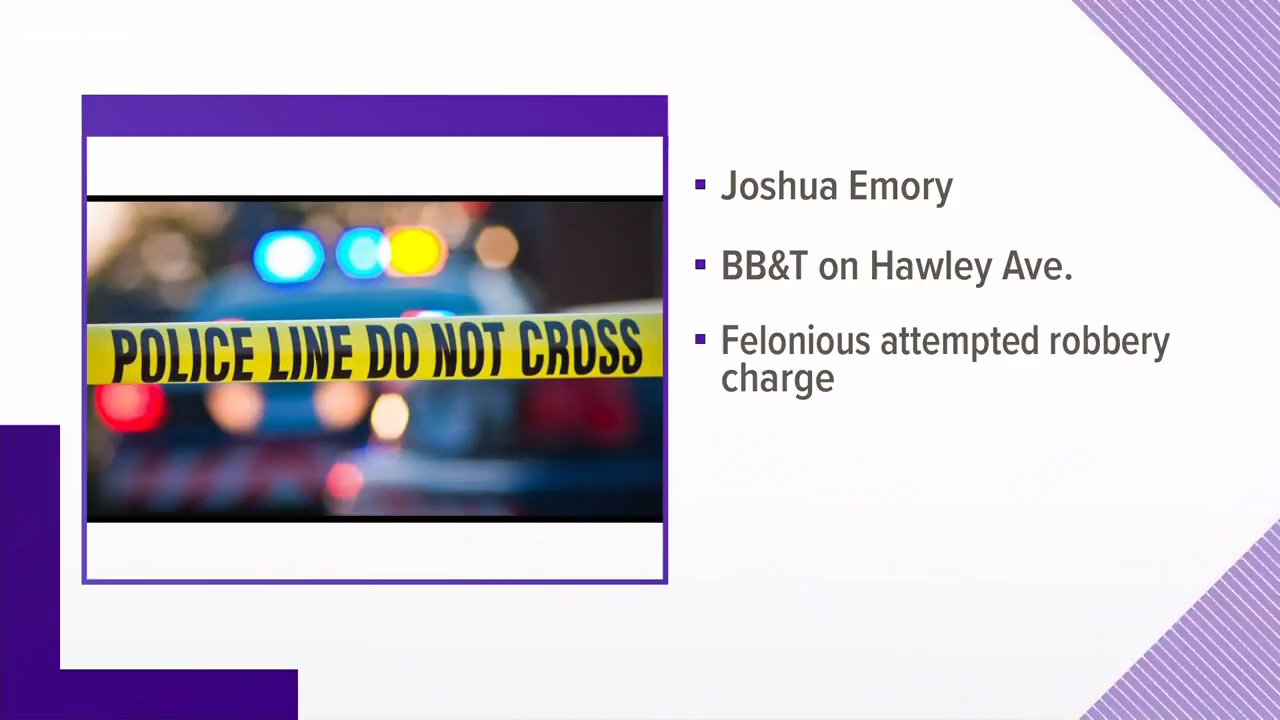 POLICE LINE DO NOT CROSS
Joshua Emory
BB&T on Hawley Ave.
Felonious attempted robbery
charge